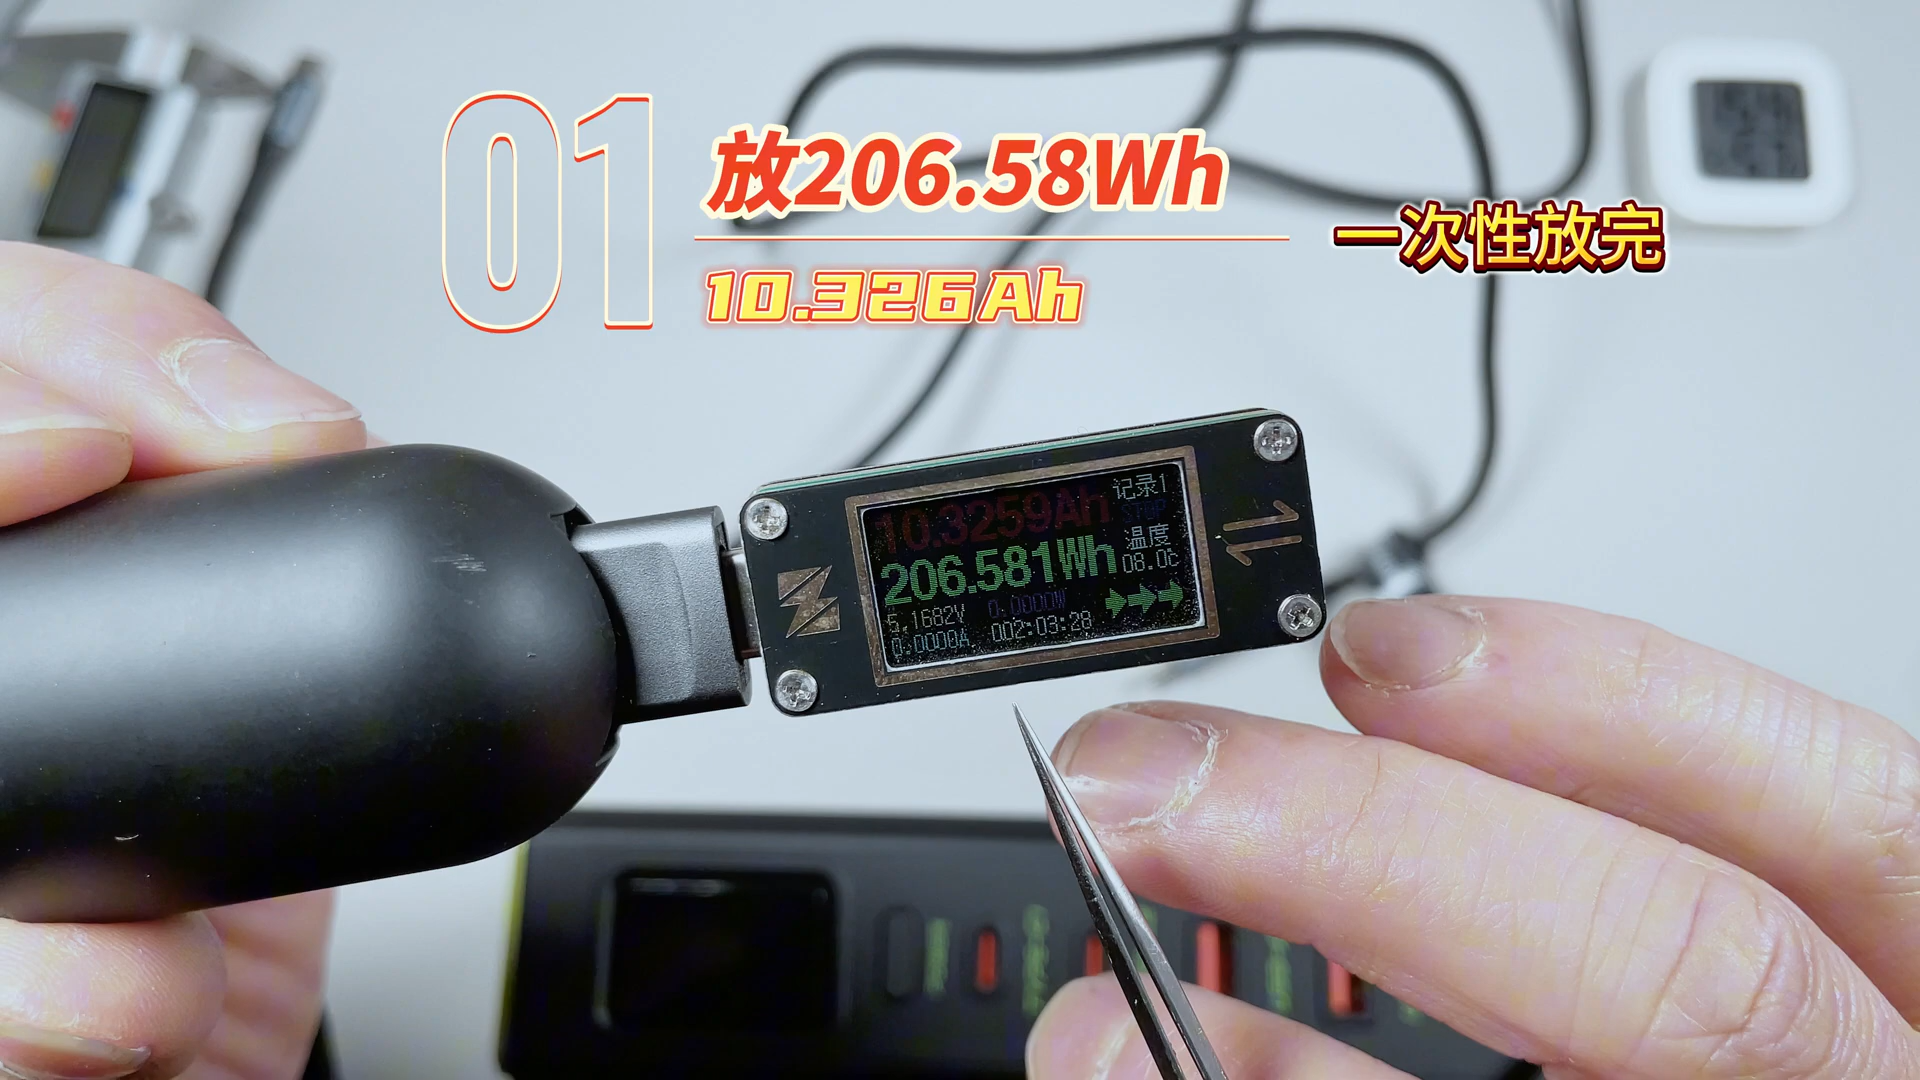 01
放206.58Wh
10.326Ah
一次性放完
10.3259Ah
记录1
STOP
206.581Wh
温度
08.0℃
5.1682V
0.0000W
0.0000A
002:03:28